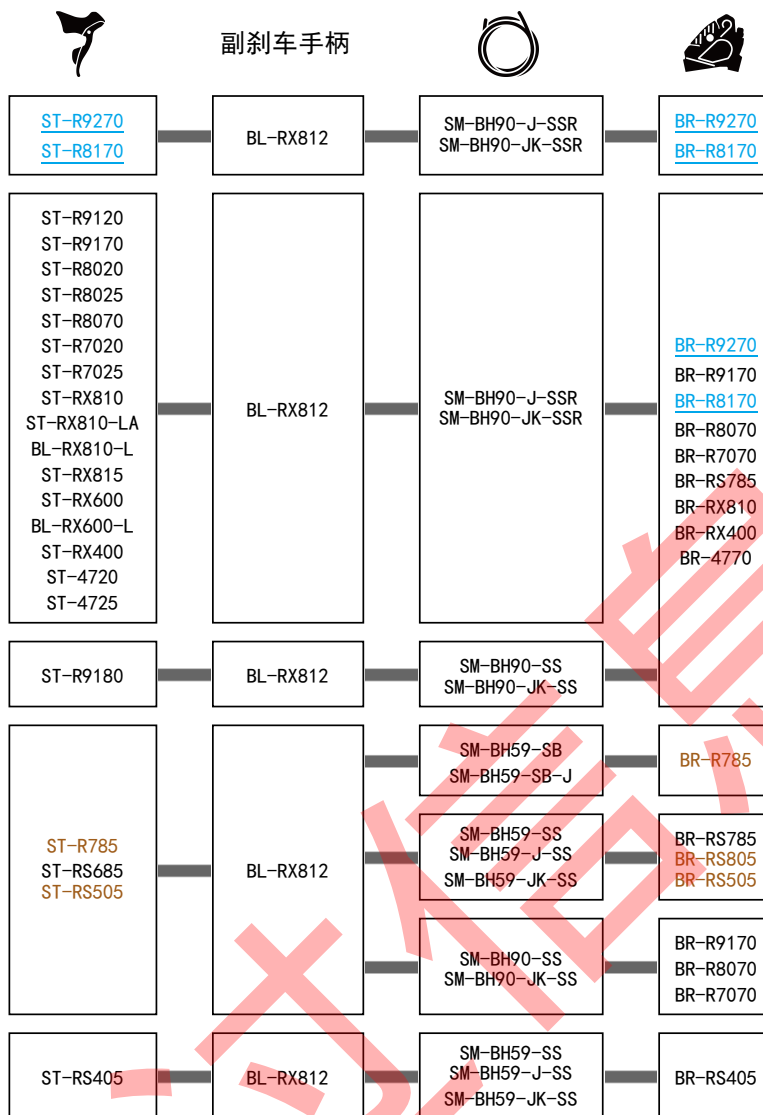 副刹车手柄
ST-R9270
ST-R8170
BL-RX812
SM-BH90-J-SSR
SM-BH90-JK-SSR
BR-R9270
BR-R8170
ST-R9120
ST-R9170
ST-R8020
ST-R8025
ST-R8070
ST-R7020
ST-R7025
ST-RX810
ST-RX810-LA
BL-RX810-L
ST-RX815
ST-RX600
BL-RX600-L
ST-RX400
ST-4720
ST-4725
BL-RX812
SM-BH90-J-SSR
SM-BH90-JK-SSR
BR-R9270
BR-R9170
BR-R8170
BR-R8070
BR-R7070
BR-RS785
BR-RX810
BR-RX400
BR-4770
ST-R9180
BL-RX812
SM-BH90-SS
SM-BH90-JK-SS
ST-R785
ST-RS685
ST-RS505
BL-RX812
SM-BH59-SB
SM-BH59-SB-J
BR-R785
SM-BH59-SS
SM-BH59-J-SS
SM-BH59-JK-SS
BR-RS785
BR-RS805
BR-RS505
SM-BH90-SS
SM-BH90-JK-SS
BR-R9170
BR-R8070
BR-R7070
ST-RS405
BL-RX812
SM-BH59-SS
SM-BH59-J-SS
SM-BH59-JK-SS
BR-RS405